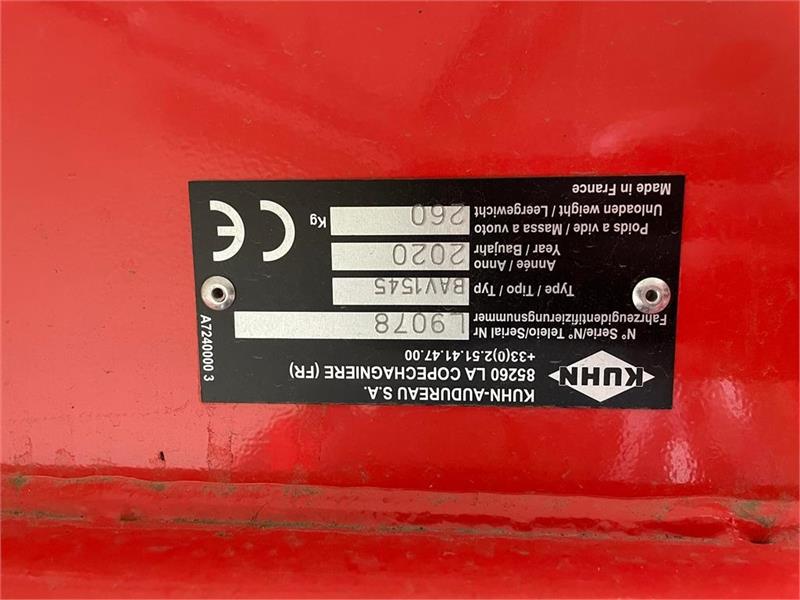 KUHN-AUDUREAU S.A.
85260 LA COPECHAGNIERE (FR)
+33(0)2.51.41.47.00
KUHN
N° Serie/N° Telelo/Serial Nr
Fahrzeugidentifizierungsnummer
L9078
Type / Tipo / Typ
BAV1545
Année / Anno
Year / Baujahr
2020
Poids a vide / Massa a vuoto
Unloaden weight / Leergewicht
260
Kg
CE
Made in France
A7240000 3